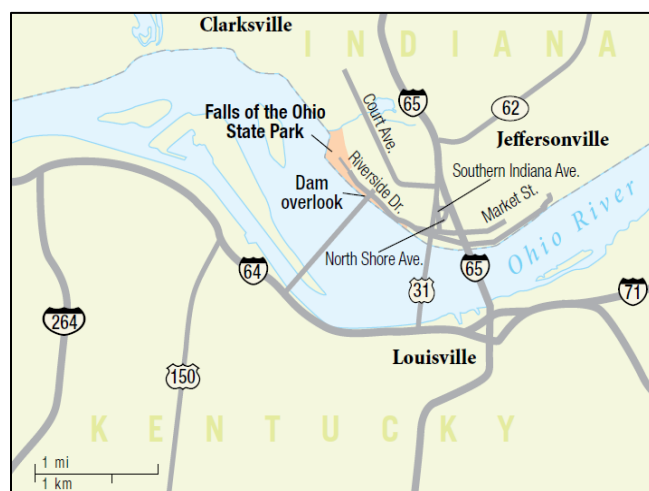 Clarksville
INDIANA
65
62
Court Ave.
Falls of the Ohio
State Park
Jeffersonville
Riverside Dr.
Southern Indiana Ave.
Dam
overlook
Market St.
Ohio River
North Shore Ave.
65
64
31
71
264
Louisville
150
KENTUCKY
1 mi
1 km